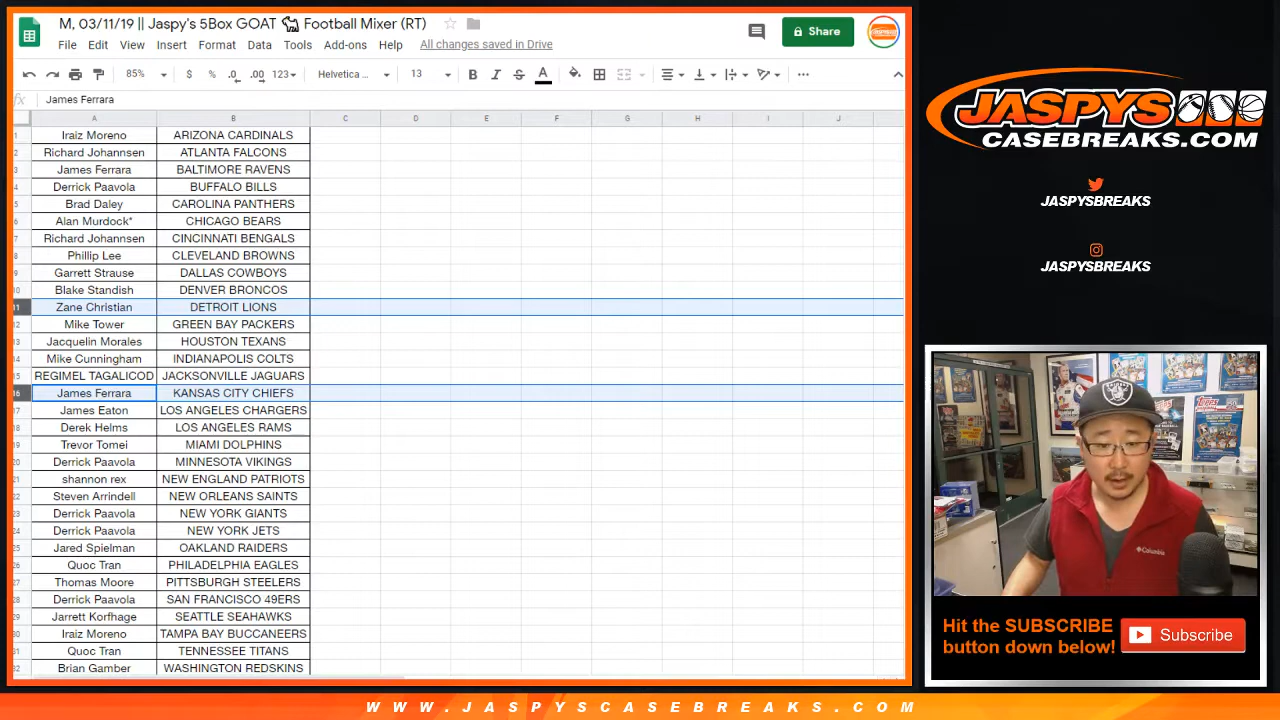 M, 03/11/19 || Jaspy's 5Box GOAT 🐪 Football Mixer (RT)
File Edit View Insert Format Data Tools Add-ons Help All changes saved in Drive
Share
85% $ % .0 .00 123 Helvetica ... 13 B I S A
fx James Ferrara
A B C D E F G H I J
1 Iraiz Moreno ARIZONA CARDINALS
2 Richard Johannsen ATLANTA FALCONS
3 James Ferrara BALTIMORE RAVENS
4 Derrick Paavola BUFFALO BILLS
5 Brad Daley CAROLINA PANTHERS
6 Alan Murdock* CHICAGO BEARS
7 Richard Johannsen CINCINNATI BENGALS
8 Phillip Lee CLEVELAND BROWNS
9 Garrett Strause DALLAS COWBOYS
10 Blake Standish DENVER BRONCOS
11 Zane Christian DETROIT LIONS
12 Mike Tower GREEN BAY PACKERS
13 Jacquelin Morales HOUSTON TEXANS
14 Mike Cunningham INDIANAPOLIS COLTS
15 REGIMEL TAGALICOD JACKSONVILLE JAGUARS
16 James Ferrara KANSAS CITY CHIEFS
17 James Eaton LOS ANGELES CHARGERS
18 Derek Helms LOS ANGELES RAMS
19 Trevor Tomei MIAMI DOLPHINS
20 Derrick Paavola MINNESOTA VIKINGS
21 shannon rex NEW ENGLAND PATRIOTS
22 Steven Arrindell NEW ORLEANS SAINTS
23 Derrick Paavola NEW YORK GIANTS
24 Derrick Paavola NEW YORK JETS
25 Jared Spielman OAKLAND RAIDERS
26 Quoc Tran PHILADELPHIA EAGLES
27 Thomas Moore PITTSBURGH STEELERS
28 Derrick Paavola SAN FRANCISCO 49ERS
29 Jarrett Korfhage SEATTLE SEAHAWKS
30 Iraiz Moreno TAMPA BAY BUCCANEERS
31 Quoc Tran TENNESSEE TITANS
32 Brian Gamber WASHINGTON REDSKINS
JASPYS
CASEBREAKS.COM
JASPYSBREAKS
JASPYSBREAKS
RAIDERS
Columbia
Hit the SUBSCRIBE
button down below!
Subscribe
WWW.JASPYSCASEBREAKS.COM